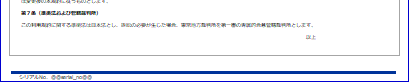 第7条（準拠法および管轄裁判所）
この利用規約に関する準拠法は日本法とし、訴訟の必要が生じた場合、東京地方裁判所を第一審の専属的合意管轄裁判所とします。
以上
シリアルNo. @@serial_no@@